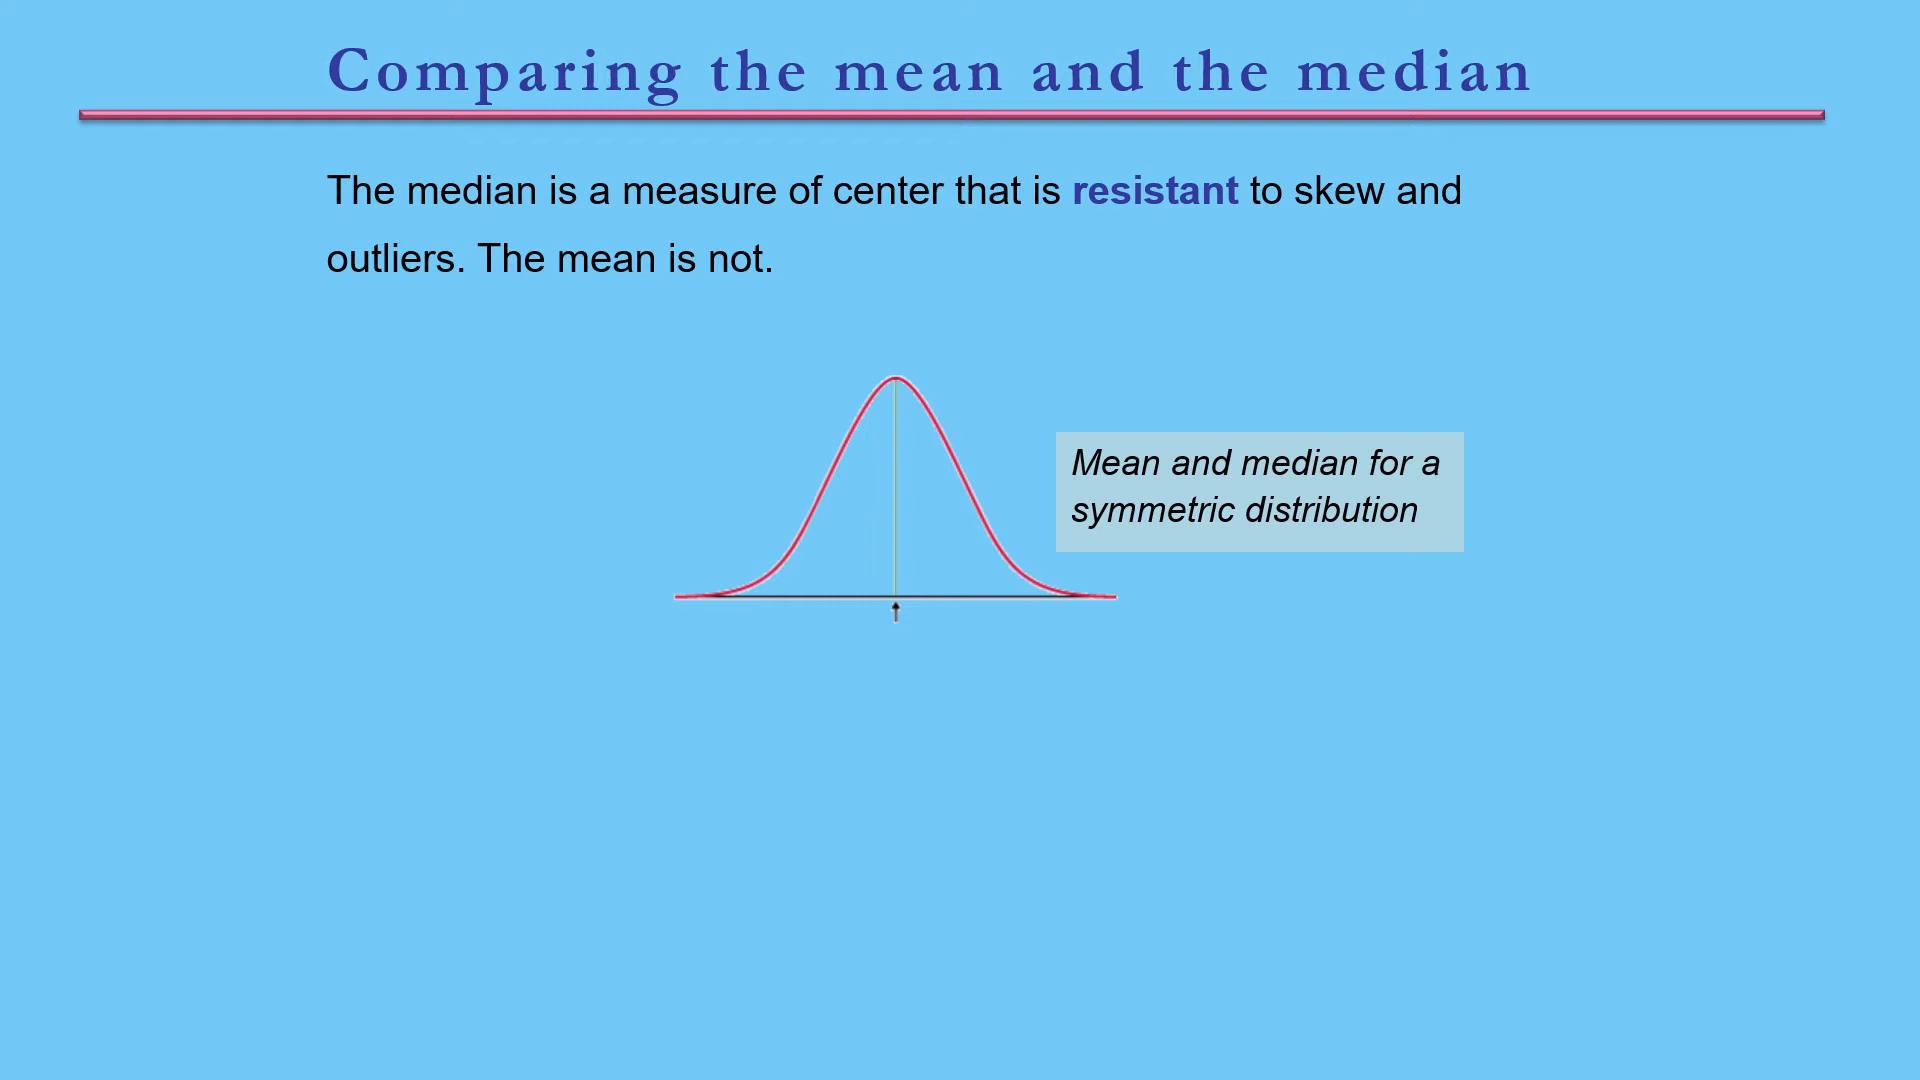 Comparing the mean and the median
The median is a measure of center that is resistant to skew and
outliers. The mean is not.
Mean and median for a
symmetric distribution